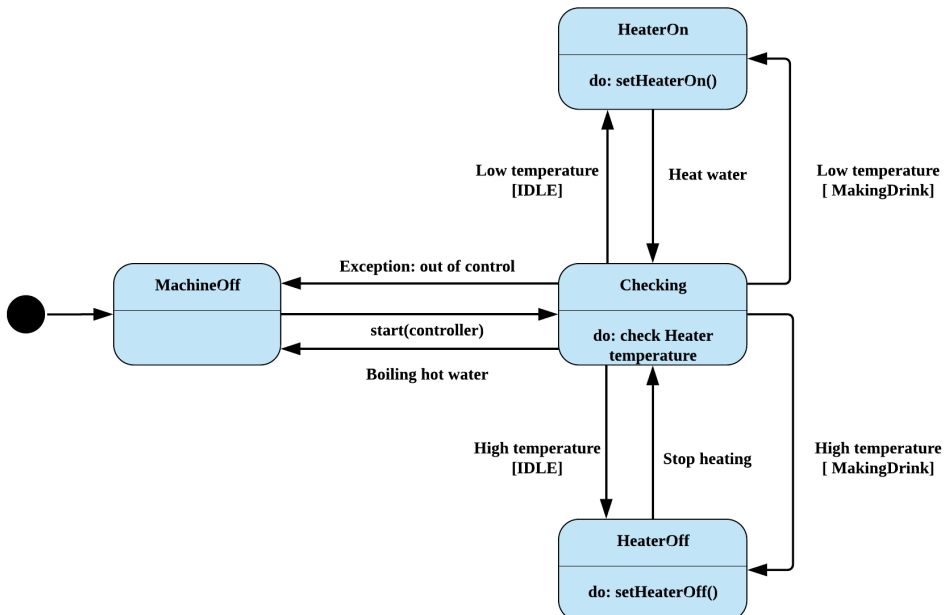 HeaterOn
do: setHeaterOn()
Low temperature
[IDLE]
Heat water
Low temperature
[ MakingDrink]
Exception: out of control
MachineOff
Checking
start(controller)
do: check Heater
temperature
Boiling hot water
High temperature
[IDLE]
Stop heating
High temperature
[ MakingDrink]
HeaterOff
do: setHeaterOff()